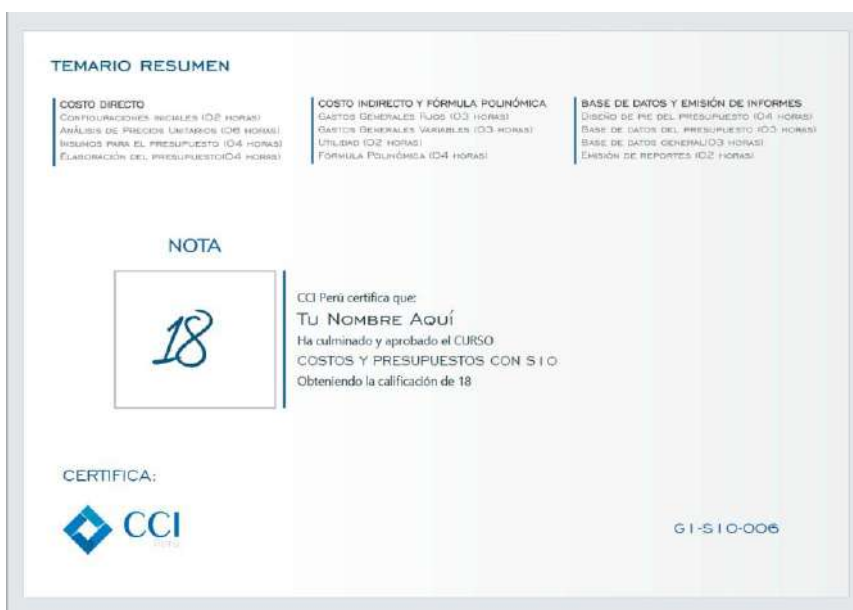 TEMARIO RESUMEN
COSTO DIRECTO
CONFIGURACIONES INICIALES (02 HORAS)
ANÁLISIS DE PRECIOS UNITARIOS (06 HORAS)
INSUMOS PARA EL PRESUPUESTO (04 HORAS)
ELABORACIÓN DEL PRESUPUESTO(04 HORAS)
COSTO INDIRECTO Y FÓRMULA POLINÓMICA
GASTOS GENERALES FIJOS (03 HORAS)
GASTOS GENERALES VARIABLES (03 HORAS)
UTILIDAD (02 HORAS)
FÓRMULA POLINÓMICA (04 HORAS)
BASE DE DATOS Y EMISIÓN DE INFORMES
DISEÑO DE PIE DEL PRESUPUESTO (04 HORAS)
BASE DE DATOS DEL PRESUPUESTO (03 HORAS)
BASE DE DATOS GENERAL(03 HORAS)
EMISIÓN DE REPORTES (02 HORAS)
NOTA
18
CCI Perú certifica que:
TU NOMBRE AQUÍ
Ha culminado y aprobado el CURSO
COSTOS Y PRESUPUESTOS CON S10
Obteniendo la calificación de 18
CERTIFICA:
CCI
PERÚ
G1-S10-006